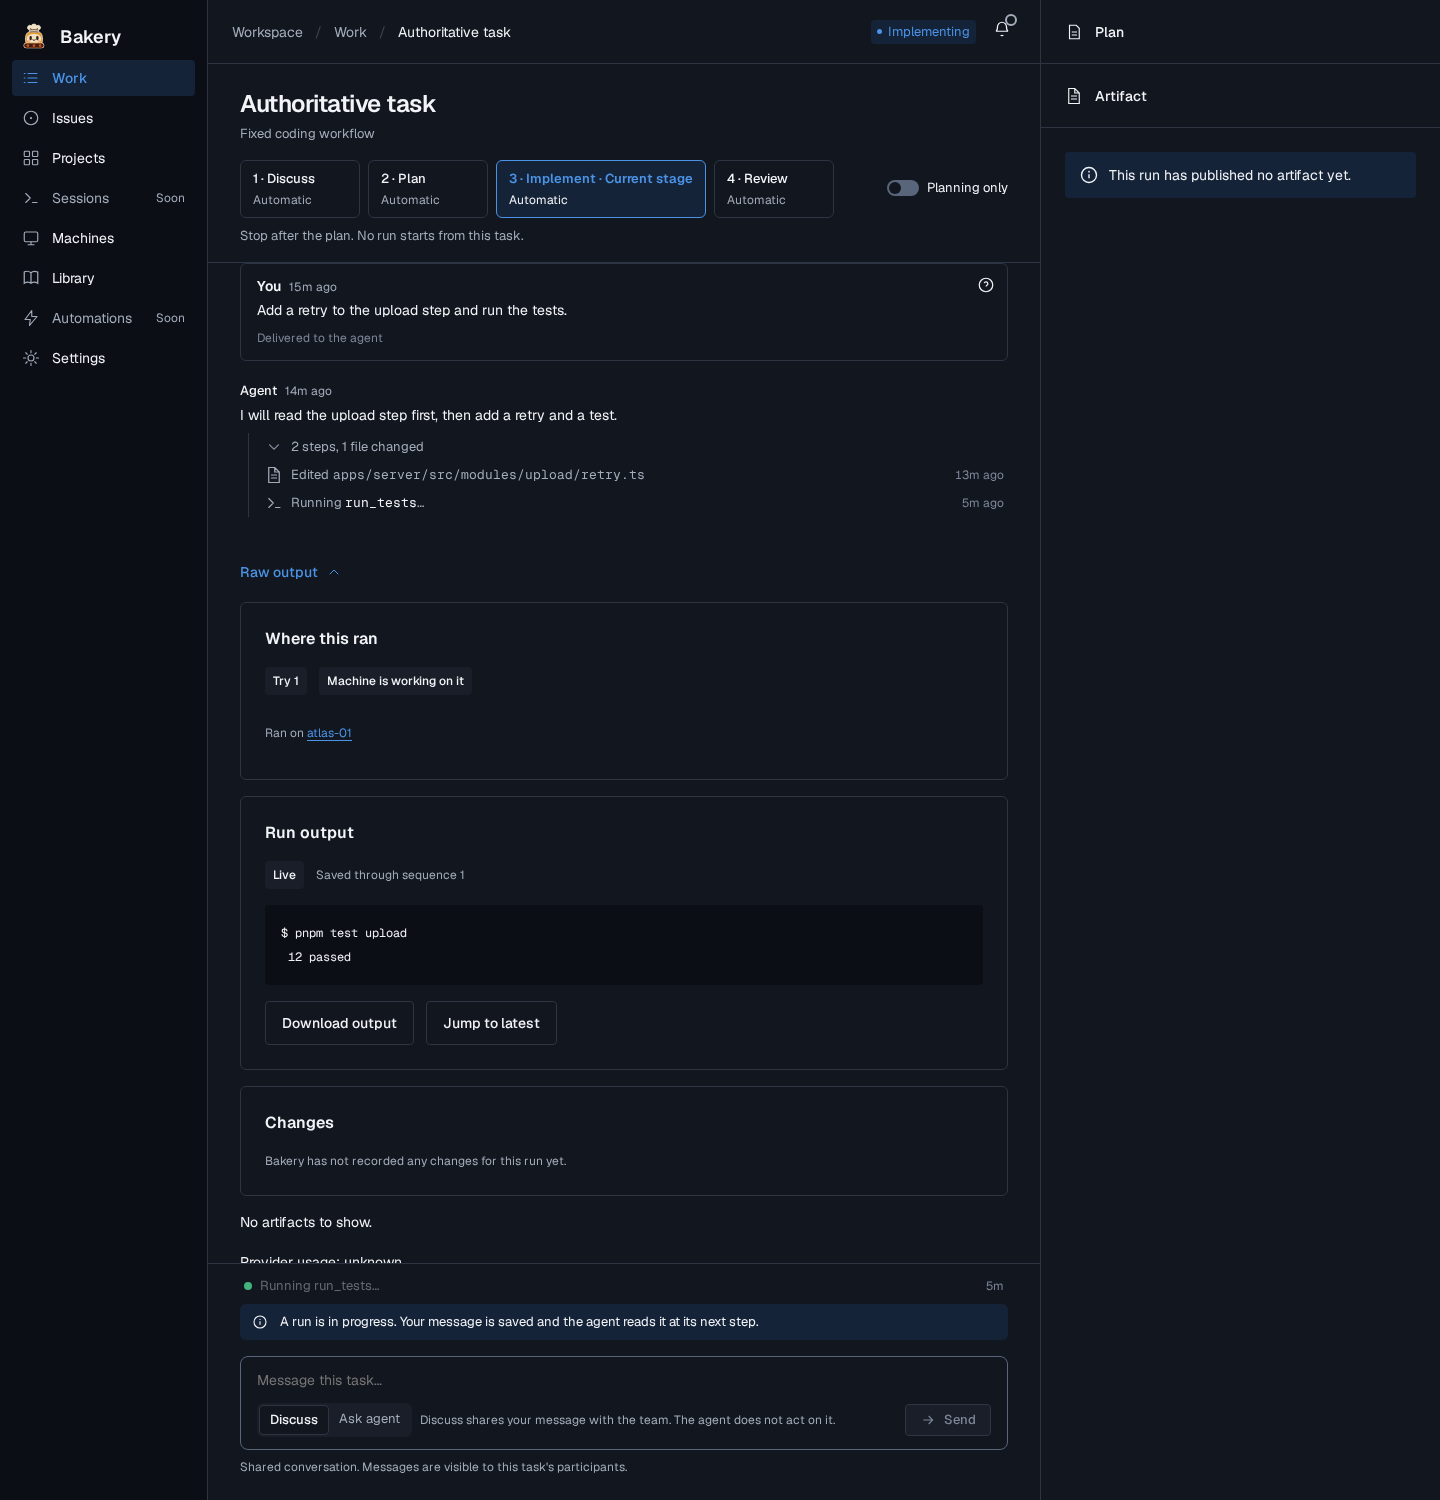 Bakery
Work
Issues
Projects
Sessions Soon
Machines
Library
Automations Soon
Settings
Workspace / Work / Authoritative task
Implementing
Authoritative task
Fixed coding workflow
1 · Discuss
Automatic
2 · Plan
Automatic
3 · Implement · Current stage
Automatic
4 · Review
Automatic
Planning only
Stop after the plan. No run starts from this task.
You 15m ago
Add a retry to the upload step and run the tests.
Delivered to the agent
Agent 14m ago
I will read the upload step first, then add a retry and a test.
2 steps, 1 file changed
Edited apps/server/src/modules/upload/retry.ts 13m ago
Running run_tests… 5m ago
Raw output
Where this ran
Try 1 Machine is working on it
Ran on atlas-01
Run output
Live Saved through sequence 1
$ pnpm test upload
12 passed
Download output Jump to latest
Changes
Bakery has not recorded any changes for this run yet.
No artifacts to show.
Provider usage: unknown
Running run_tests… 5m
A run is in progress. Your message is saved and the agent reads it at its next step.
Message this task…
Discuss Ask agent Discuss shares your message with the team. The agent does not act on it. Send
Shared conversation. Messages are visible to this task's participants.
Plan
Artifact
This run has published no artifact yet.